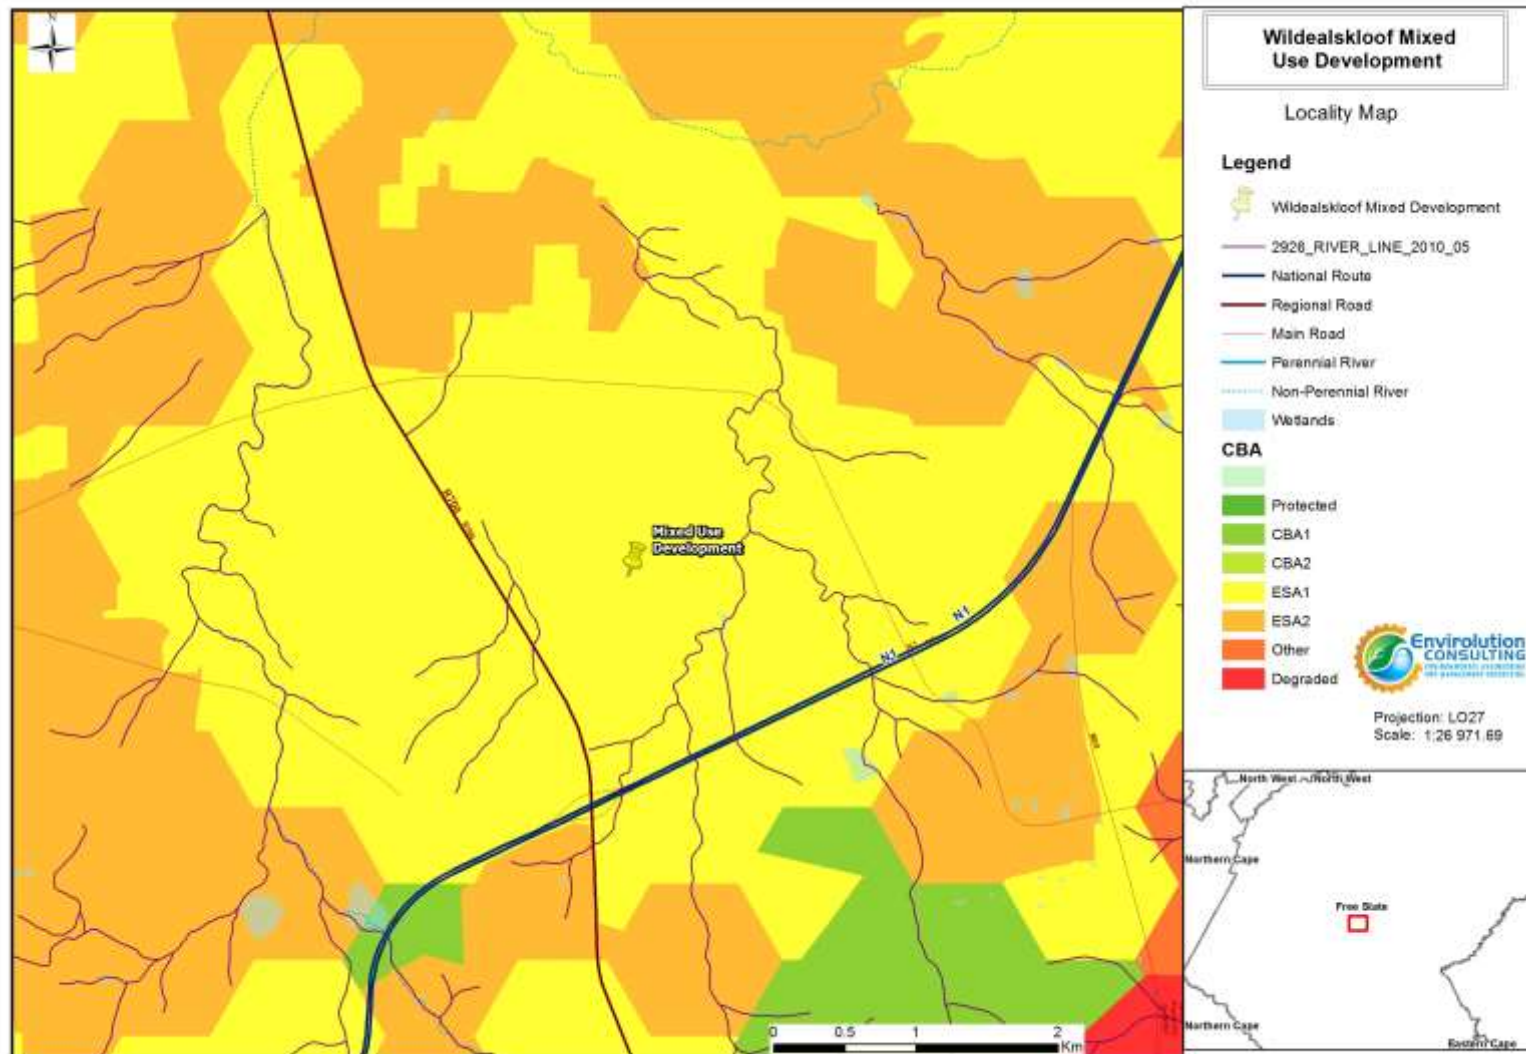 Wildealskloof Mixed
Use Development
Locality Map
Legend
Wildealskloof Mixed Development
2926_RIVER_LINE_2010_05
National Route
Regional Road
Main Road
Perennial River
Non-Perennial River
Wetlands
CBA
Protected
CBA1
CBA2
ESA1
ESA2
Other
Degraded
Envirolution
CONSULTING
Projection: LO27
Scale: 1:26 971.69
Mixed Use
Development
N1
N1
0 0.5 1 2
Km
North West
North West
Northern Cape
Free State
Northern Cape
Eastern Cape